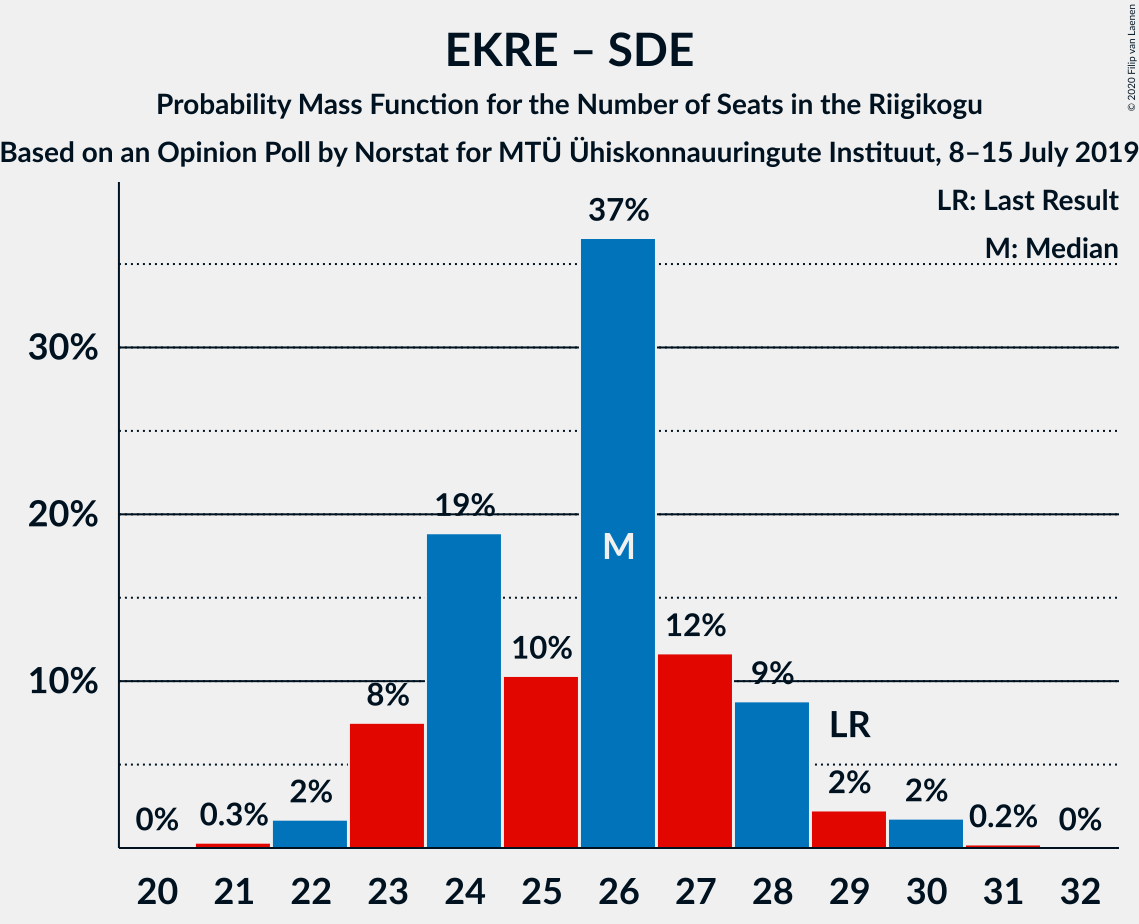 EKRE – SDE
Probability Mass Function for the Number of Seats in the Riigikogu
Based on an Opinion Poll by Norstat for MTÜ Ühiskonnauuringute Instituut, 8–15 July 2019
© 2020 Filip van Laenen
LR: Last Result
M: Median
37%
30%
20%
19%
M
12%
10%
10%
8%
9%
LR
2%
2%
2%
0%
0.3%
0.2%
0%
20 21 22 23 24 25 26 27 28 29 30 31 32